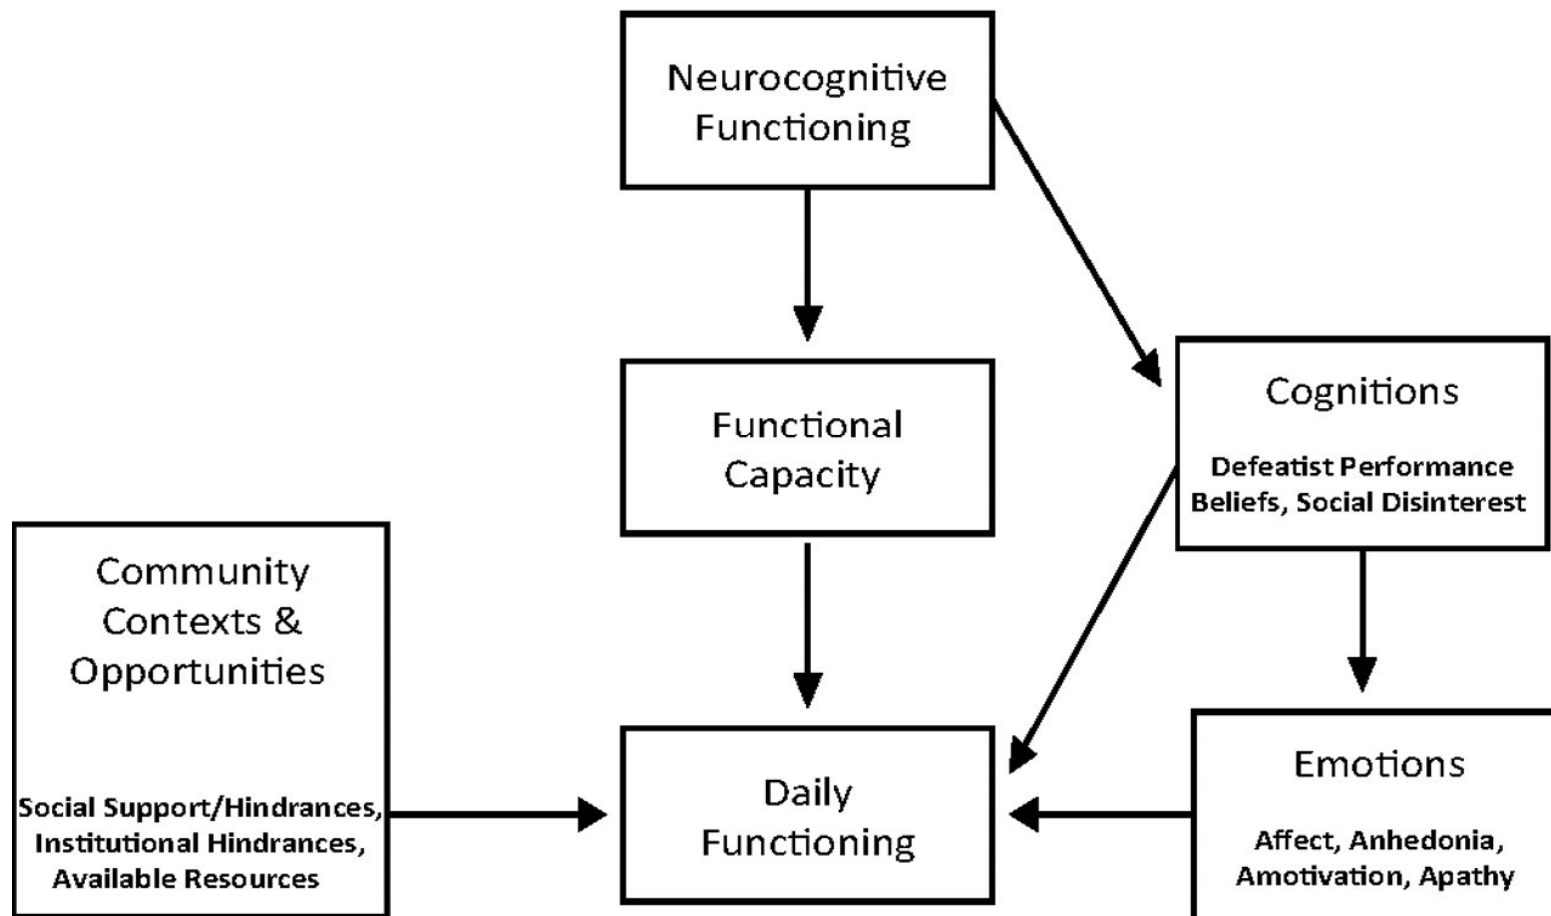 Neurocognitive
Functioning
Functional
Capacity
Cognitions
Defeatist Performance
Beliefs, Social Disinterest
Community
Contexts &
Opportunities
Social Support/Hindrances,
Institutional Hindrances,
Available Resources
Daily
Functioning
Emotions
Affect, Anhedonia,
Amotivation, Apathy